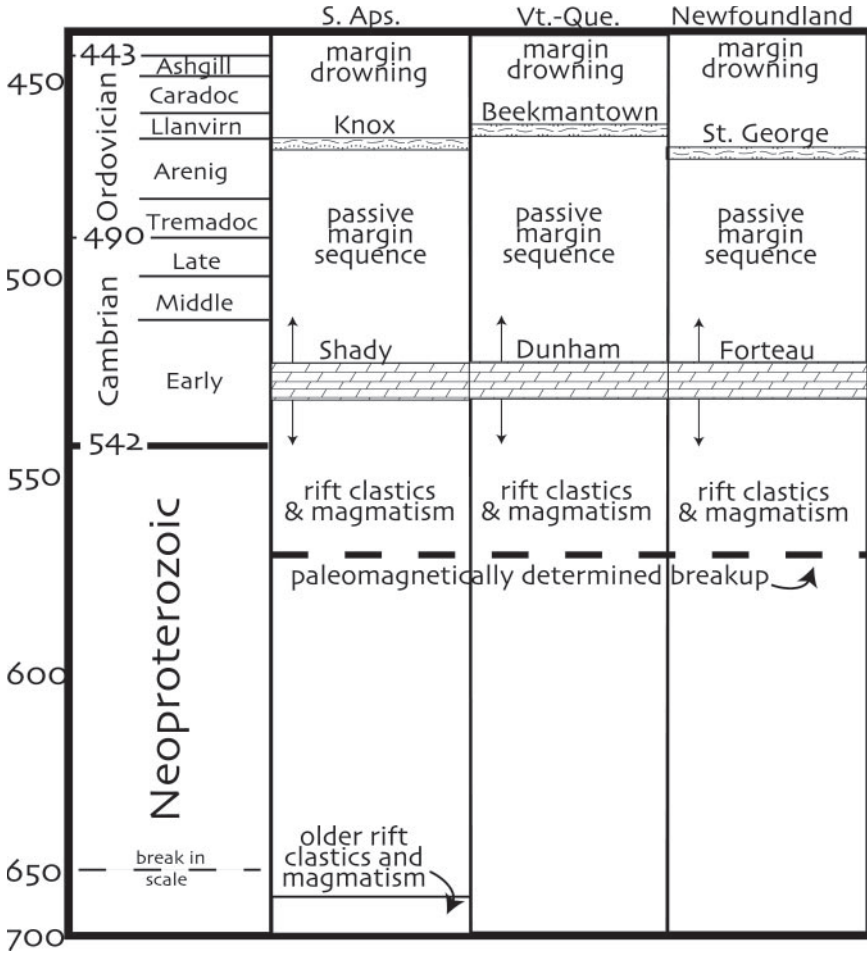 S. Aps. Vt.-Que. Newfoundland
443
Ashgill
450
Caradoc
Llanvirn
Arenig
Tremadoc
Ordovician
490
Late
500
Middle
Early
Cambrian
542
550
Neoproterozoic
600
break in
scale
650
700
margin
drowning
Knox
passive
margin
sequence
Shady
rift clastics
& magmatism
older rift
clastics and
magmatism
margin
drowning
Beekmantown
passive
margin
sequence
Dunham
rift clastics
& magmatism
margin
drowning
St. George
passive
margin
sequence
Forteau
rift clastics
& magmatism
paleomagnetically determined breakup